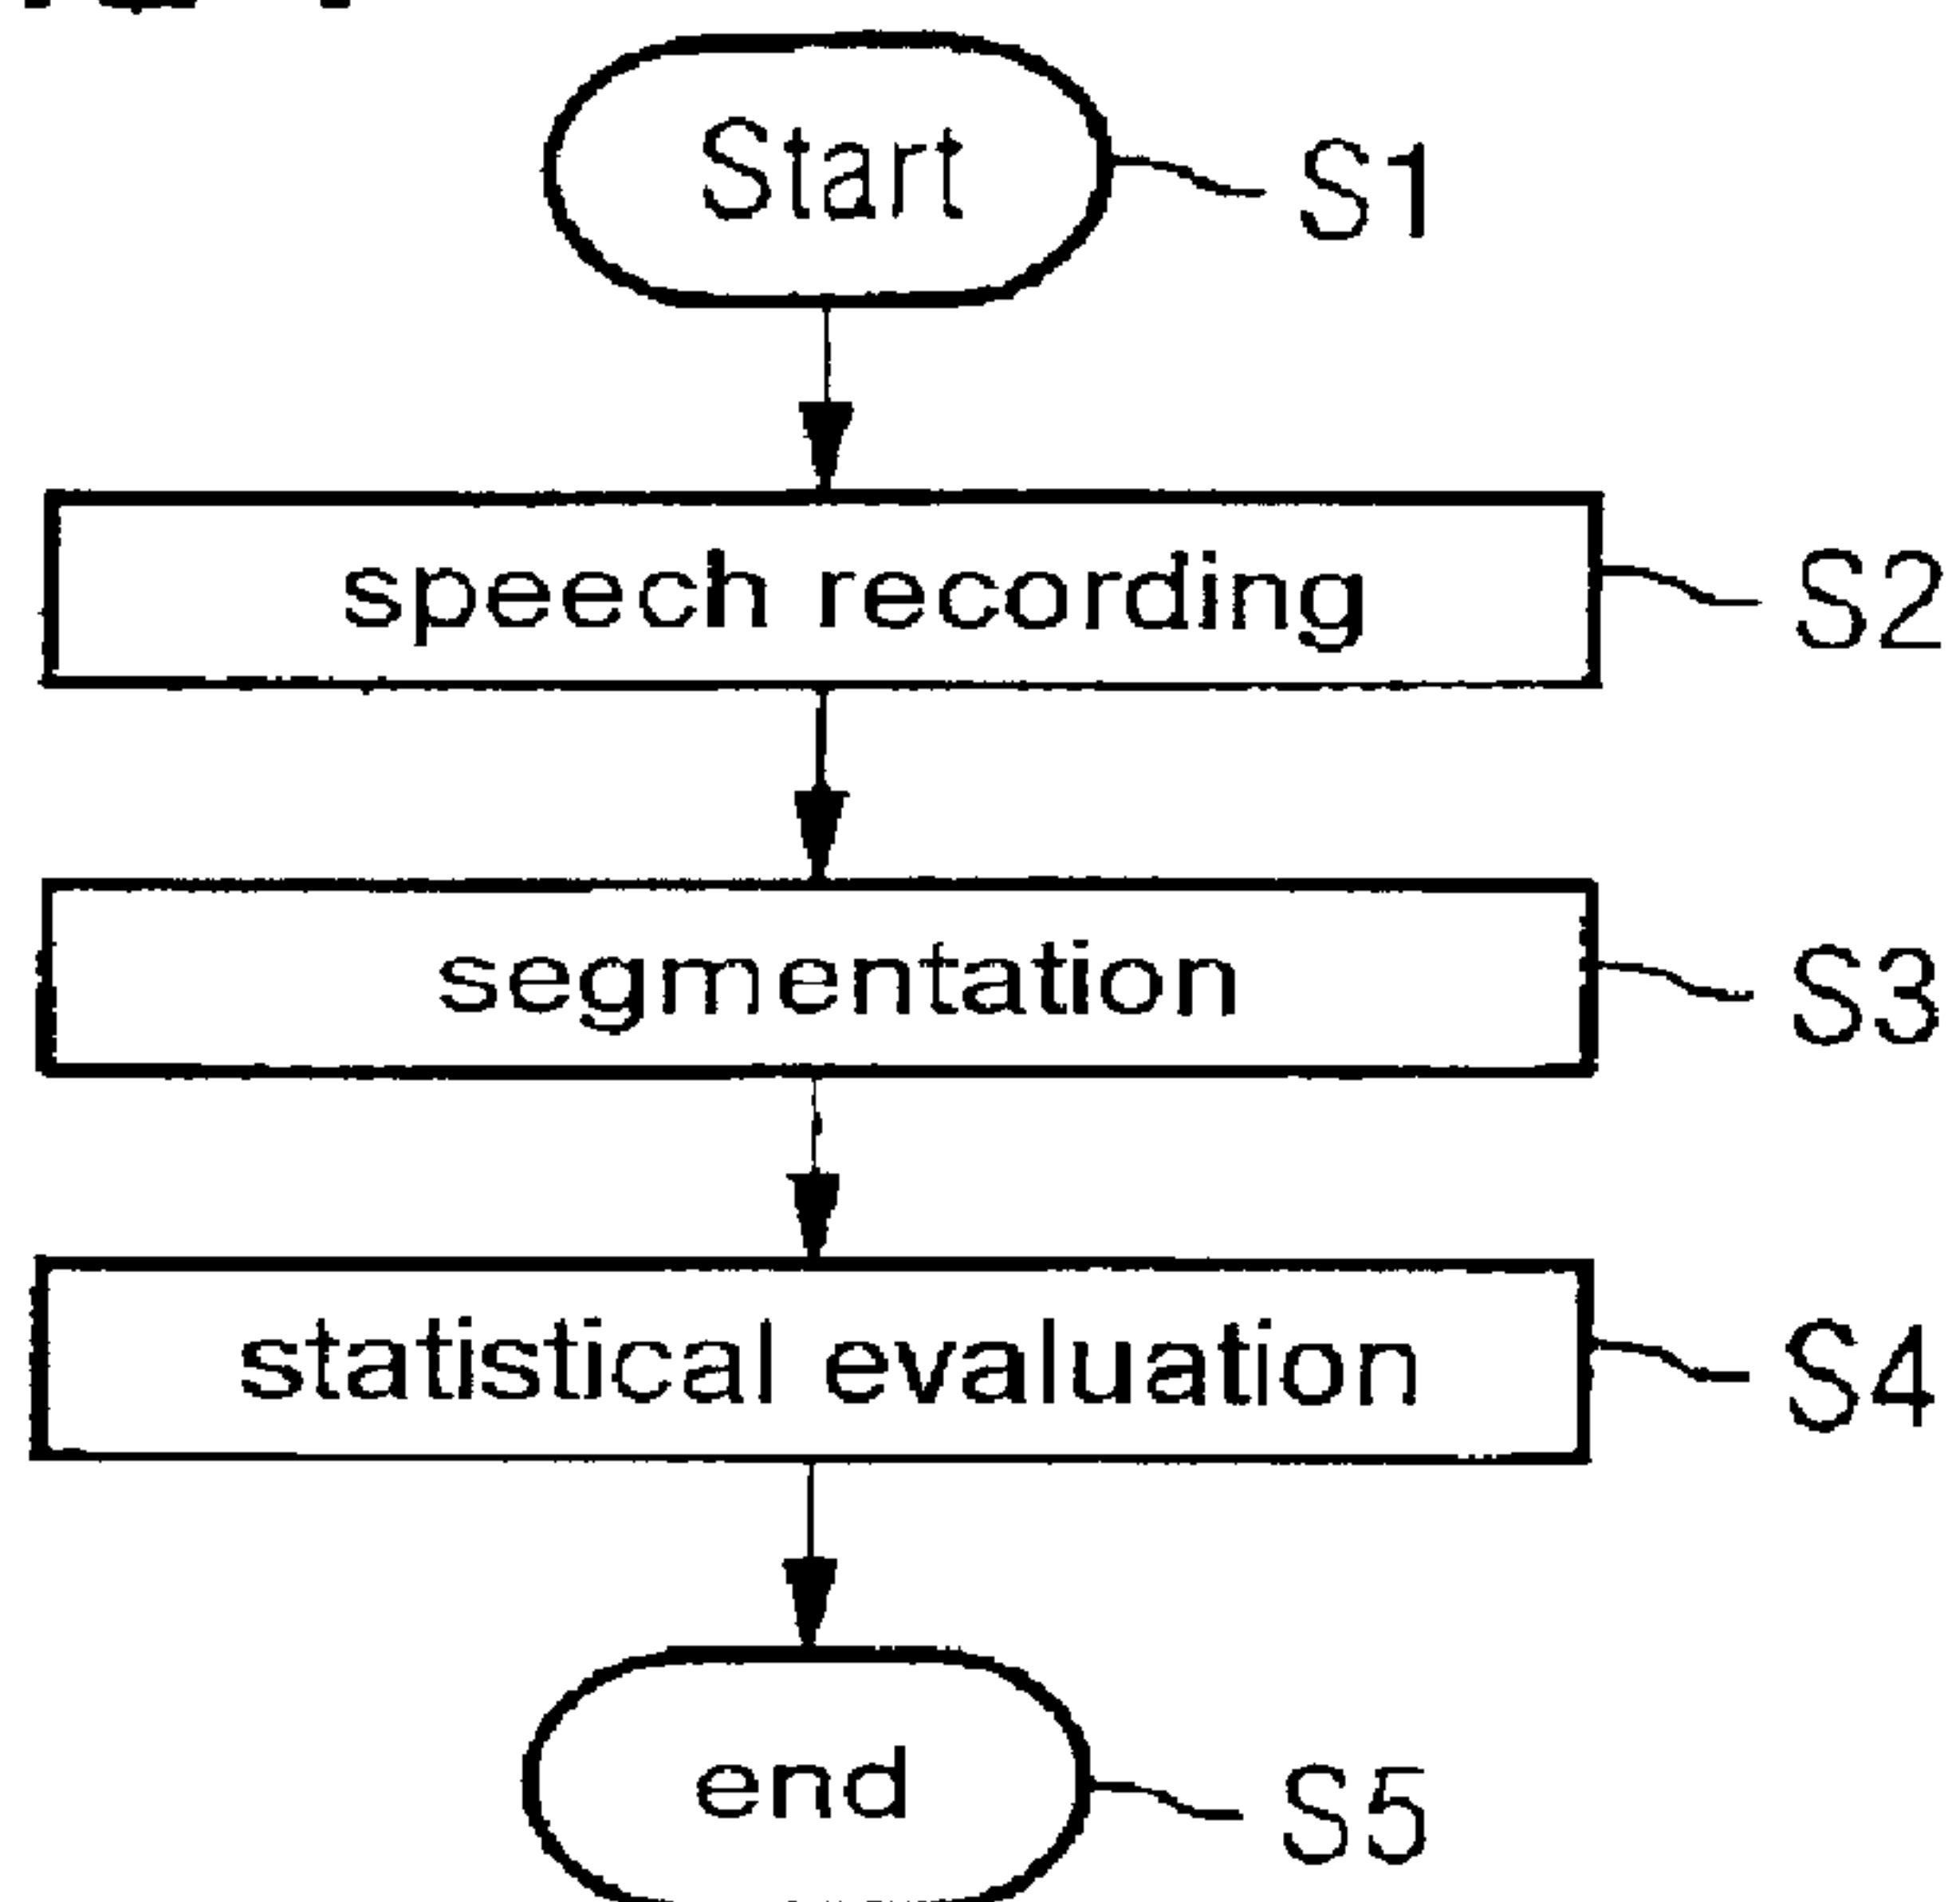 Start S1
speech recording S2
segmentation S3
statistical evaluation S4
end S5